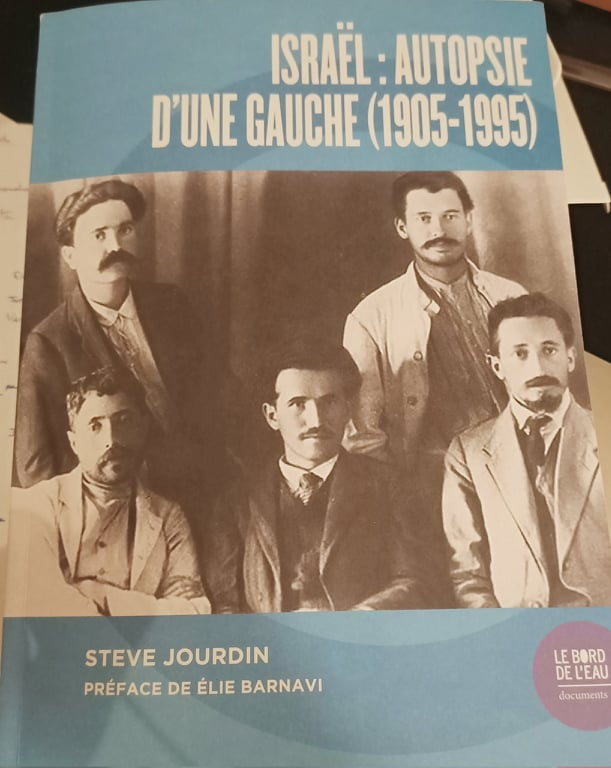 ISRAËL : AUTOPSIE
D'UNE GAUCHE (1905-1995)
STEVE JOURDIN
PRÉFACE DE ÉLIE BARNAVI
LE BORD
DE L'EAU
documents